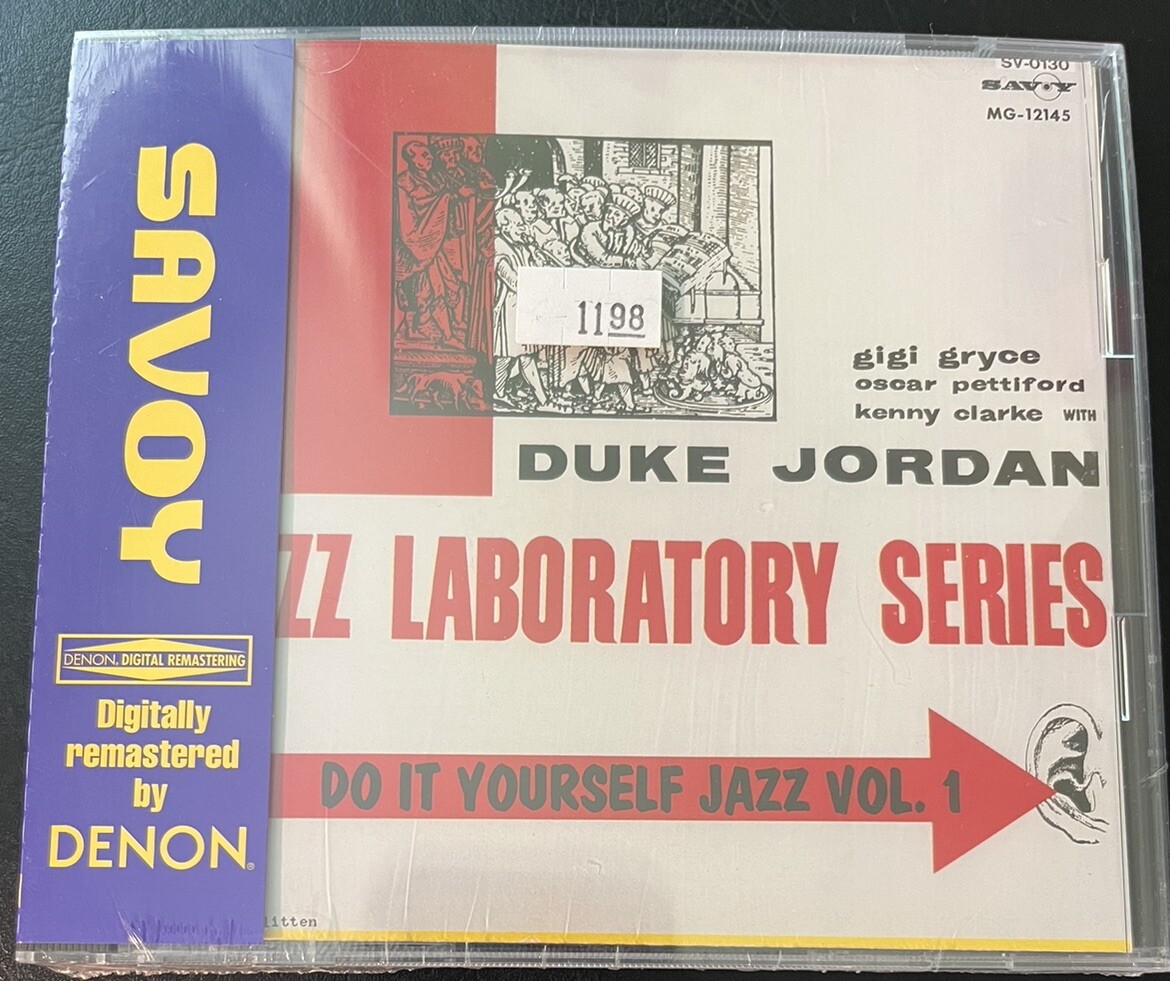 SAVOY
DENON. DIGITAL REMASTERING
Digitally
remastered
by
DENON®
SV-0130
SAVOY
MG-12145
1198
gigi gryce
oscar pettiford
kenny clarke WITH
DUKE JORDAN
ZZ LABORATORY SERIES
DO IT YOURSELF JAZZ VOL. 1
litten